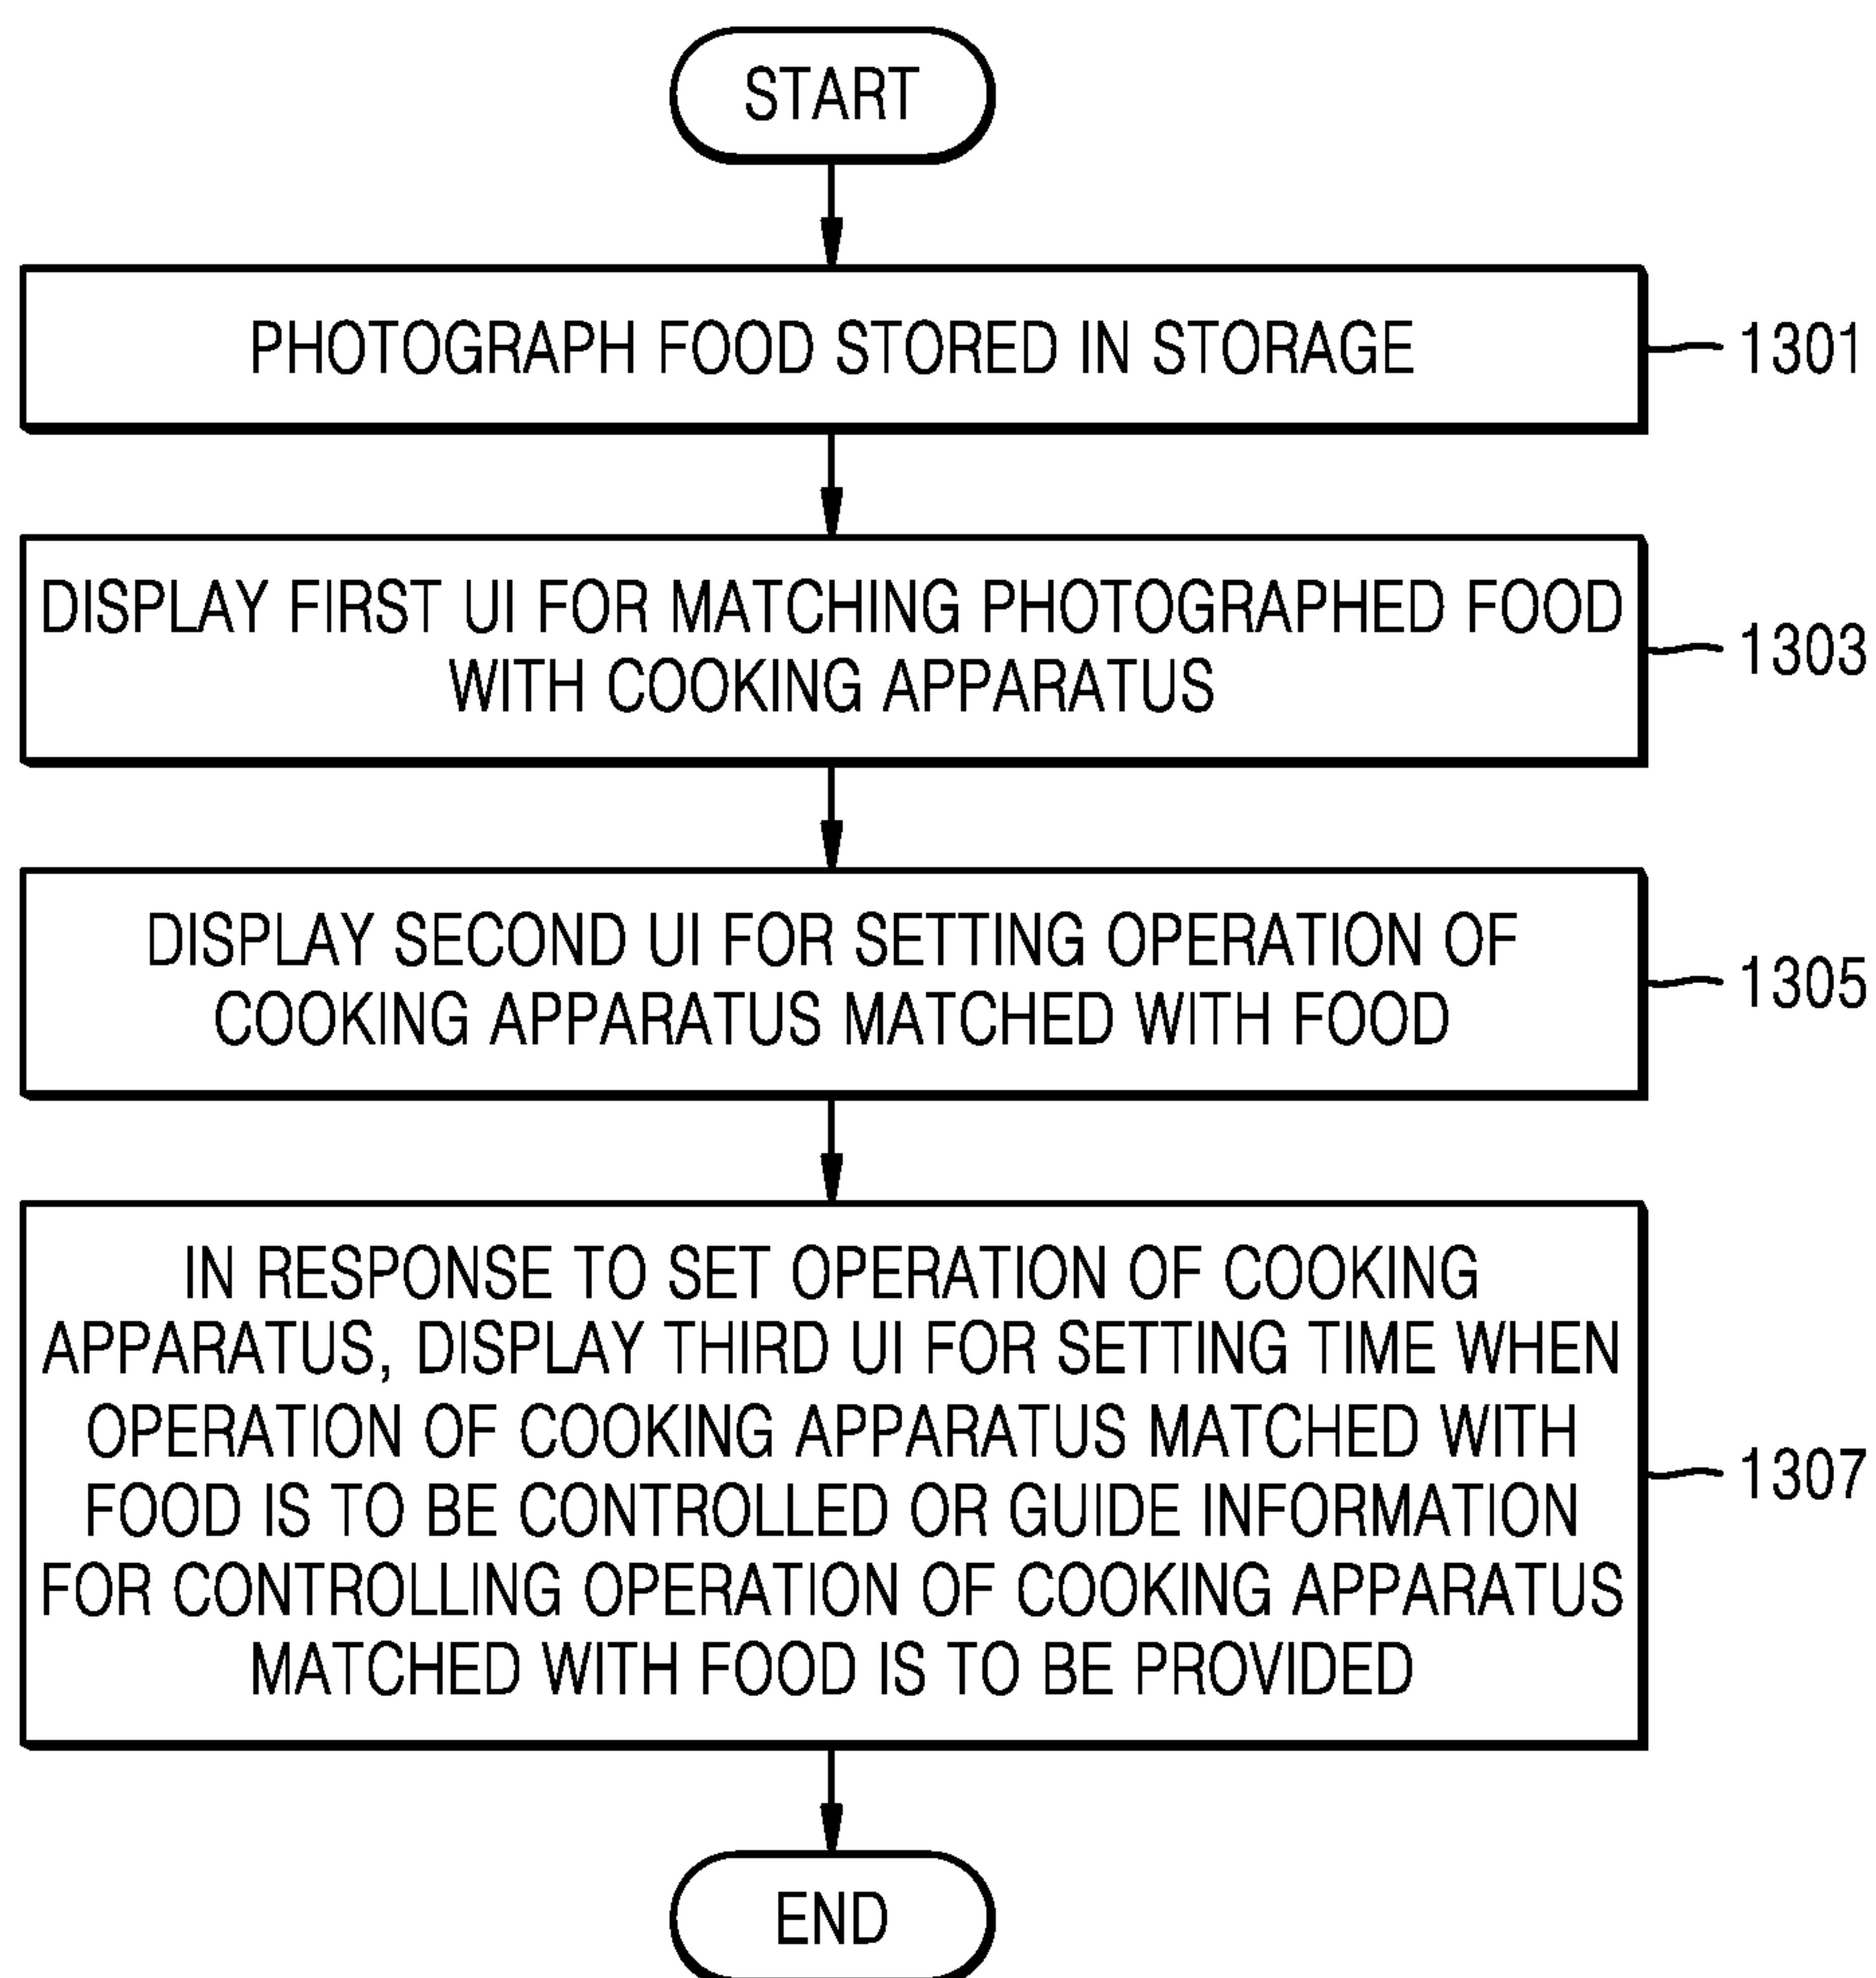 START
PHOTOGRAPH FOOD STORED IN STORAGE
1301
DISPLAY FIRST UI FOR MATCHING PHOTOGRAPHED FOOD
WITH COOKING APPARATUS
1303
DISPLAY SECOND UI FOR SETTING OPERATION OF
COOKING APPARATUS MATCHED WITH FOOD
1305
IN RESPONSE TO SET OPERATION OF COOKING
APPARATUS, DISPLAY THIRD UI FOR SETTING TIME WHEN
OPERATION OF COOKING APPARATUS MATCHED WITH
FOOD IS TO BE CONTROLLED OR GUIDE INFORMATION
FOR CONTROLLING OPERATION OF COOKING APPARATUS
MATCHED WITH FOOD IS TO BE PROVIDED
1307
END